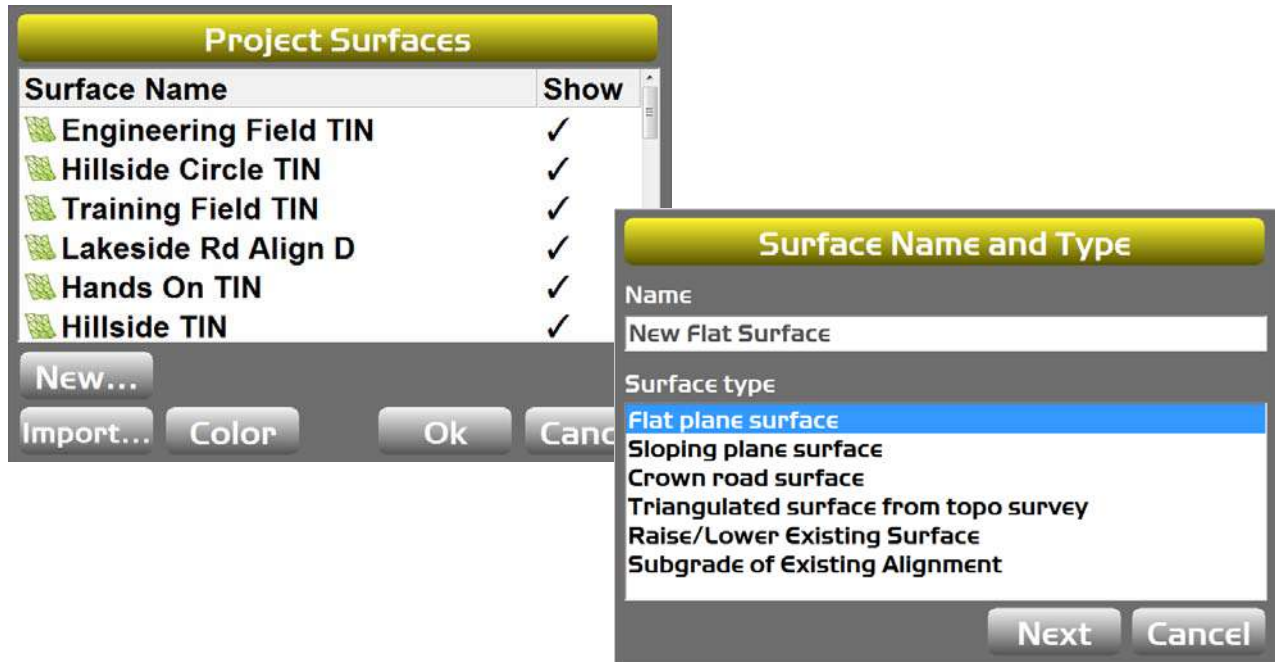 Project Surfaces
Surface Name Show
Engineering Field TIN ✓
Hillside Circle TIN ✓
Training Field TIN ✓
Lakeside Rd Align D ✓
Hands On TIN ✓
Hillside TIN ✓
New...
Import... Color Ok Canc
Surface Name and Type
Name
New Flat Surface
Surface type
Flat plane surface
Sloping plane surface
Crown road surface
Triangulated surface from topo survey
Raise/Lower Existing Surface
Subgrade of Existing Alignment
Next Cancel